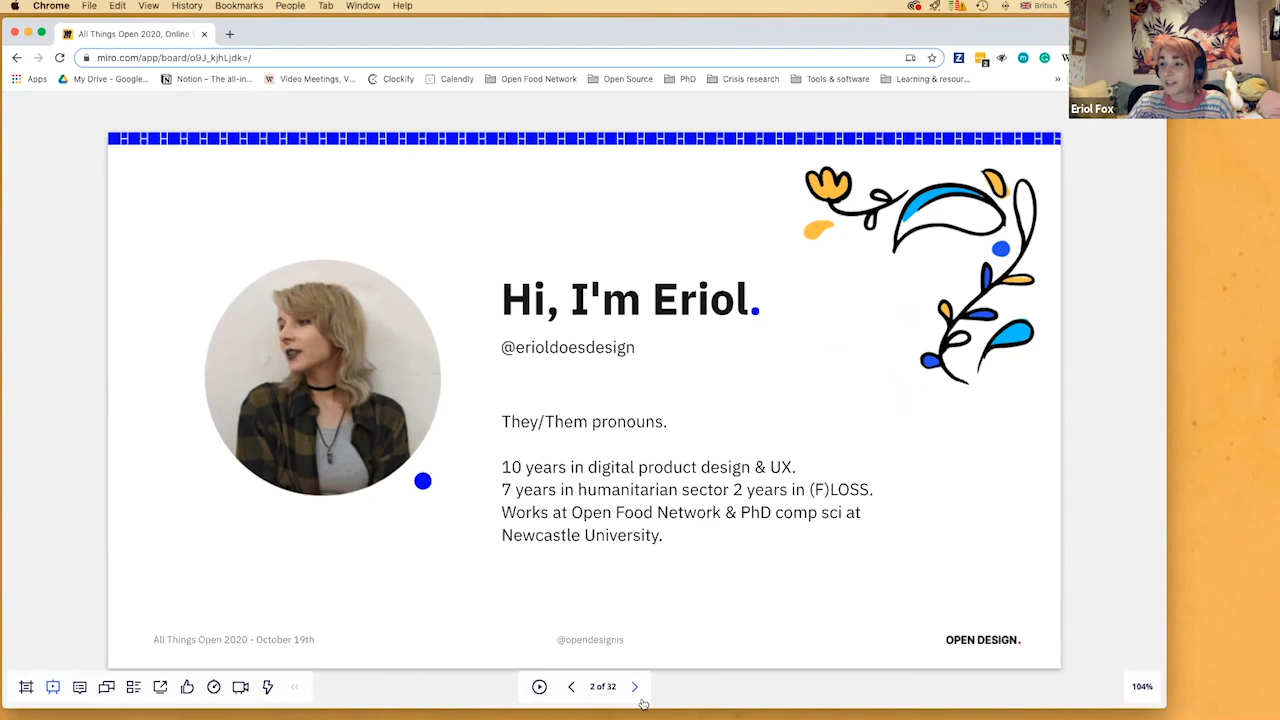 Chrome File Edit View History Bookmarks People Tab Window Help
British
All Things Open 2020, Online
miro.com/app/board/o9J_kjhLjdk=/
Apps My Drive - Google... Notion – The all-in... Video Meetings, V... Clockify Calendly Open Food Network Open Source PhD Crisis research Tools & software Learning & resour... »
Eriol Fox
Hi, I'm Eriol.
@erioldoesdesign
They/Them pronouns.
10 years in digital product design & UX.
7 years in humanitarian sector 2 years in (F)LOSS.
Works at Open Food Network & PhD comp sci at
Newcastle University.
All Things Open 2020 - October 19th
@opendesignis
OPEN DESIGN.
2 of 32
104%